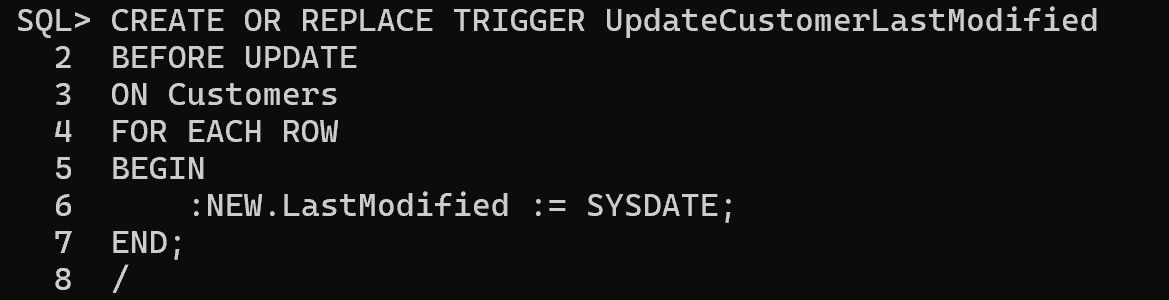 SQL> CREATE OR REPLACE TRIGGER UpdateCustomerLastModified
  2  BEFORE UPDATE
  3  ON Customers
  4  FOR EACH ROW
  5  BEGIN
  6      :NEW.LastModified := SYSDATE;
  7  END;
  8  /